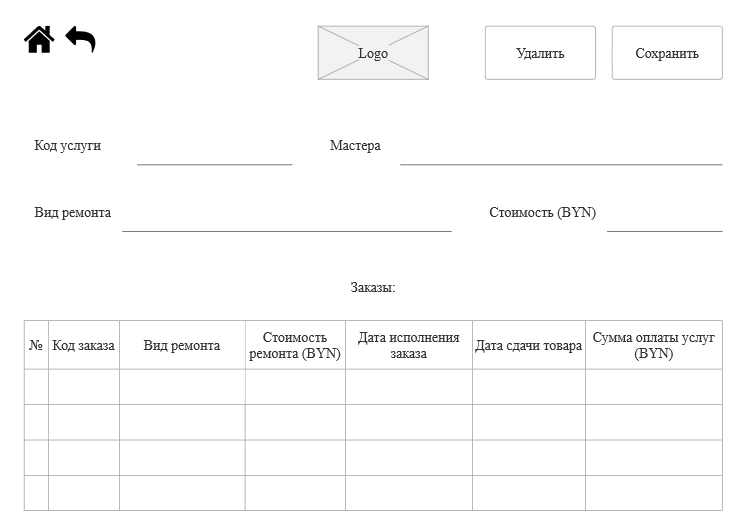 Logo
Удалить
Сохранить
Код услуги
Мастера
Вид ремонта
Стоимость (BYN)
Заказы:
№
Код заказа
Вид ремонта
Стоимость
ремонта (BYN)
Дата исполнения
заказа
Дата сдачи товара
Сумма оплаты услуг
(BYN)